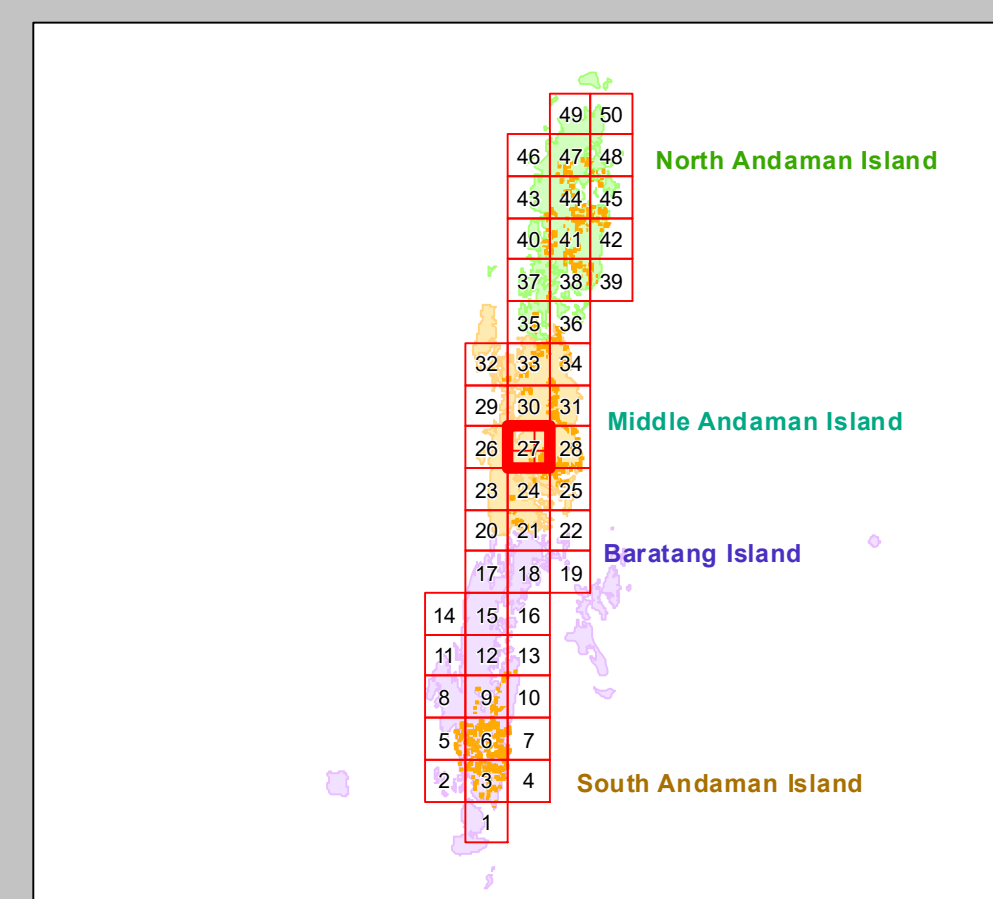 49 50
46 47 48
North Andaman Island
43 44 45
40 41 42
37 38 39
35 36
32 33 34
29 30 31
Middle Andaman Island
26 27 28
23 24 25
20 21 22
Baratang Island
17 18 19
14 15 16
11 12 13
8 9 10
5 6 7
2 3 4
South Andaman Island
1